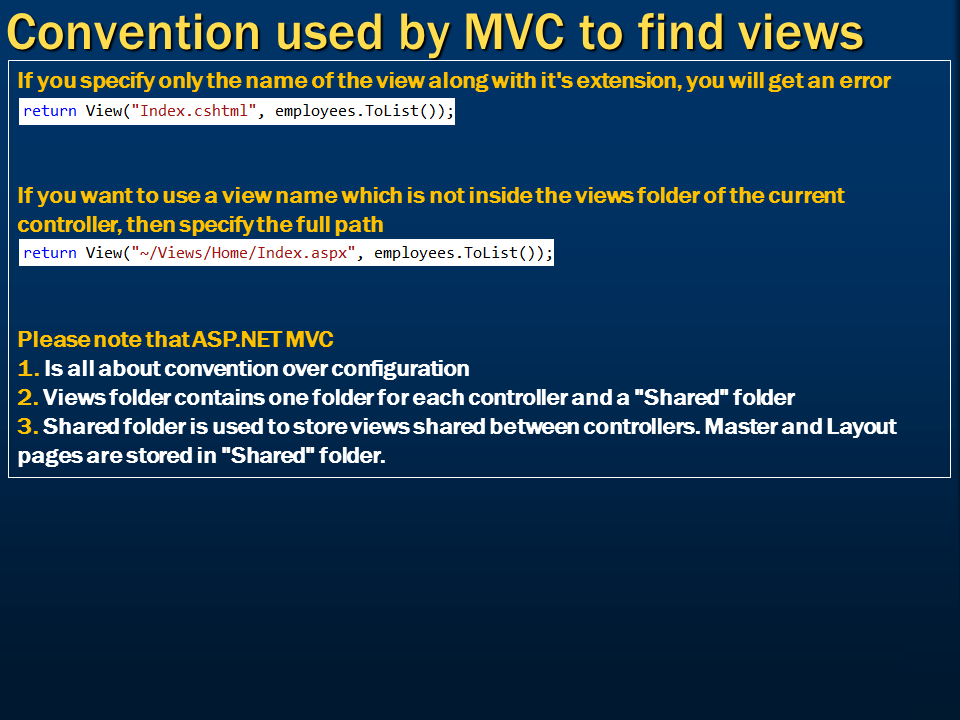 Convention used by MVC to find views
If you specify only the name of the view along with it's extension, you will get an error
return View("Index.cshtml", employees.ToList());
If you want to use a view name which is not inside the views folder of the current
controller, then specify the full path
return View("~/Views/Home/Index.aspx", employees.ToList());
Please note that ASP.NET MVC
1. Is all about convention over configuration
2. Views folder contains one folder for each controller and a "Shared" folder
3. Shared folder is used to store views shared between controllers. Master and Layout
pages are stored in "Shared" folder.